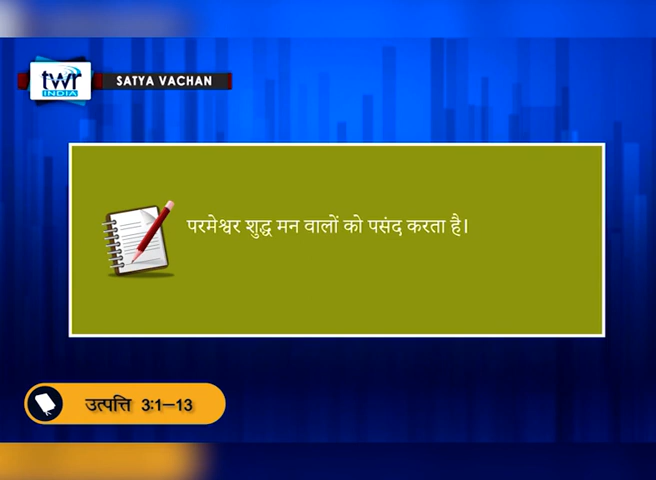 twr
INDIA
SATYA VACHAN
परमेश्वर शुद्ध मन वालों को पसंद करता है।
उत्पत्ति 3:1–13